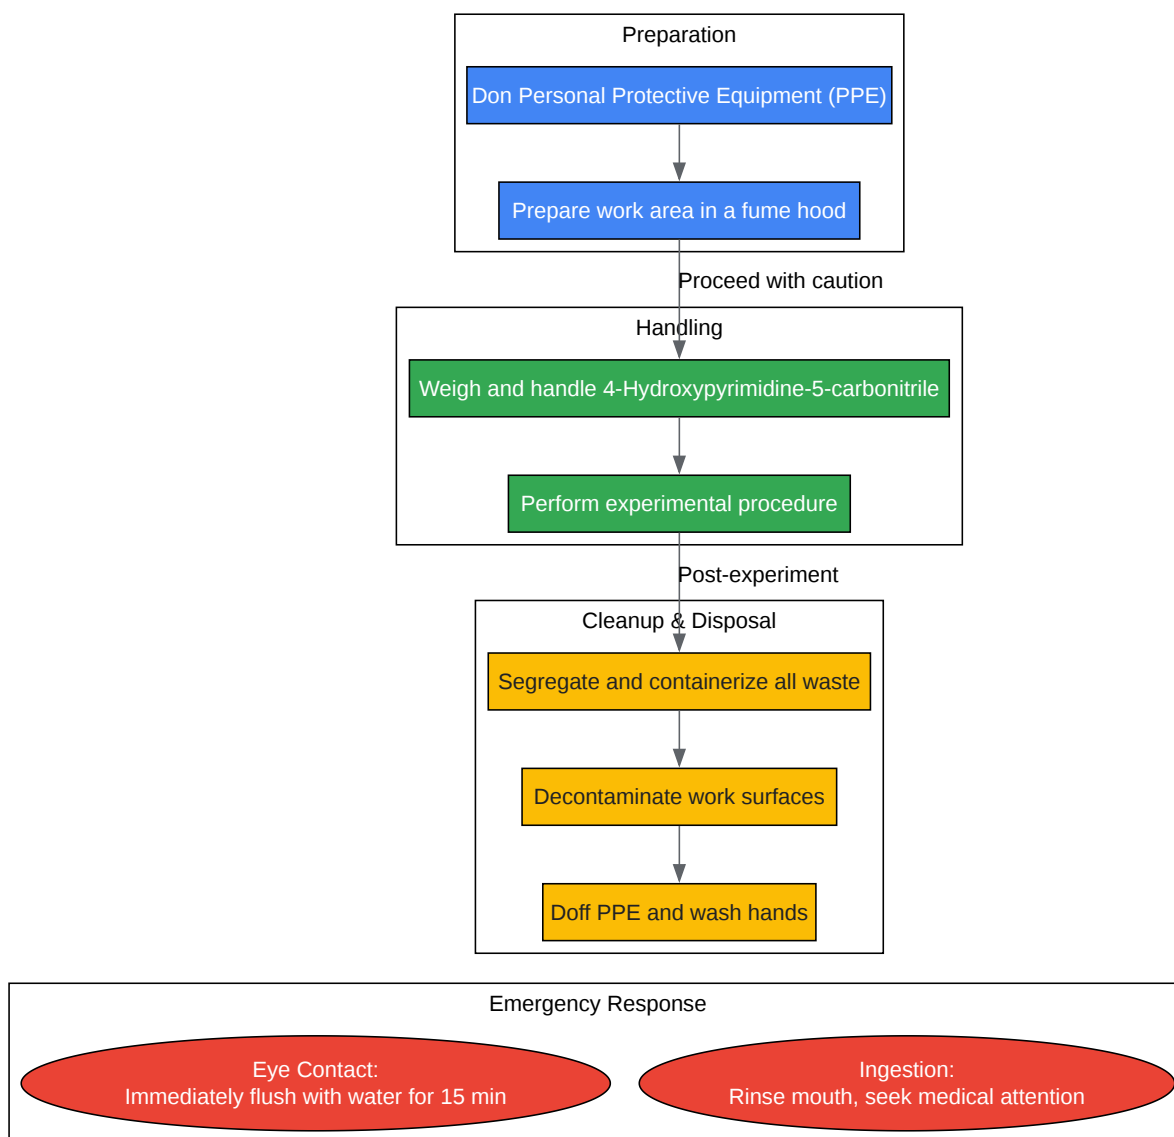 Preparation
Don Personal Protective Equipment (PPE)
Prepare work area in a fume hood
Proceed with caution
Handling
Weigh and handle 4-Hydroxypyrimidine-5-carbonitrile
Perform experimental procedure
Post-experiment
Cleanup & Disposal
Segregate and containerize all waste
Decontaminate work surfaces
Doff PPE and wash hands
Emergency Response
Eye Contact:
Immediately flush with water for 15 min
Ingestion:
Rinse mouth, seek medical attention